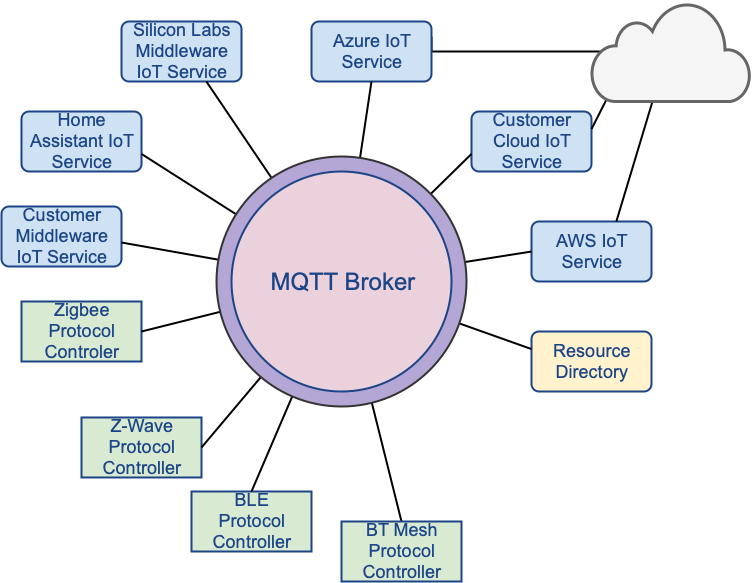 Silicon Labs
Middleware
IoT Service
Azure IoT
Service
Home
Assistant IoT
Service
Customer
Cloud IoT
Service
Customer
Middleware
IoT Service
AWS IoT
Service
MQTT Broker
Zigbee
Protocol
Controler
Resource
Directory
Z-Wave
Protocol
Controller
BLE
Protocol
Controller
BT Mesh
Protocol
Controller